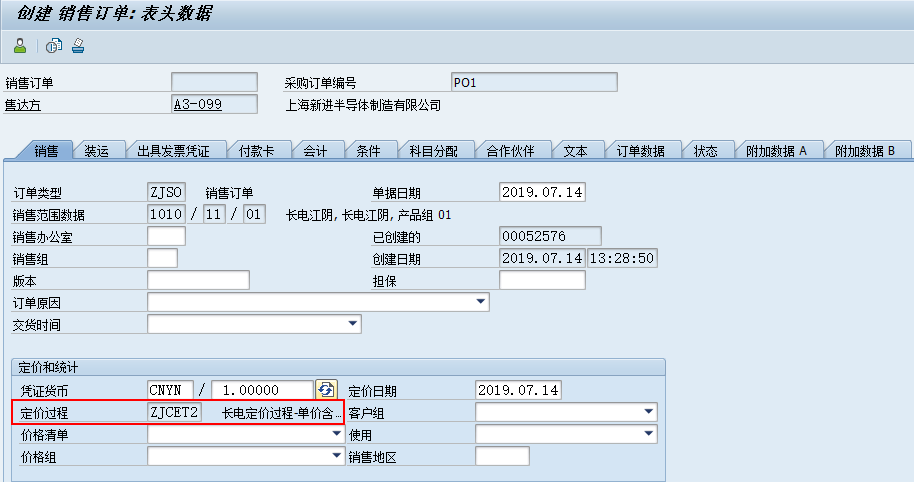 创建 销售订单: 表头数据
销售订单 采购订单编号 PO1
售达方 A3-099 上海新进半导体制造有限公司
销售 装运 出具发票凭证 付款卡 会计 条件 科目分配 合作伙伴 文本 订单数据 状态 附加数据 A 附加数据 B
订单类型 ZJSO 销售订单 单据日期 2019.07.14
销售范围数据 1010 / 11 / 01 长电江阴, 长电江阴, 产品组 01
销售办公室 已创建的 00052576
销售组 创建日期 2019.07.14 13:28:50
版本 担保
订单原因
交货时间
定价和统计
凭证货币 CNYN / 1.00000 定价日期 2019.07.14
定价过程 ZJCET2 长电定价过程-单价含... 客户组
价格清单 使用
价格组 销售地区